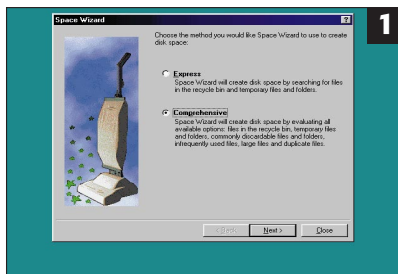 Space Wizard
?
1
Choose the method you would like Space Wizard to use to create
disk space:
Express
Space Wizard will create disk space by searching for files
in the recycle bin and temporary files and folders.
Comprehensive
Space Wizard will create disk space by evaluating all
available options: files in the recycle bin, temporary files
and folders, commonly discardable files and folders,
infrequently used files, large files and duplicate files.
< Back
Next >
Close